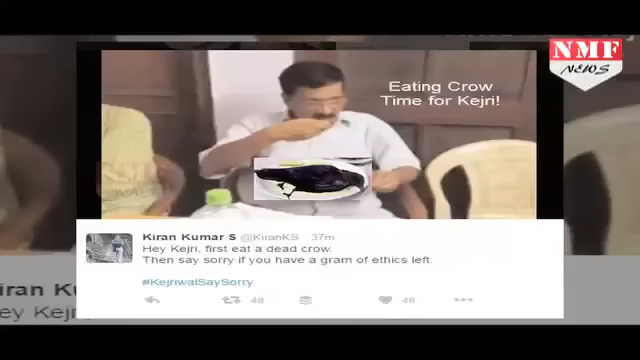 NMF
NEWS
Eating Crow
Time for Kejri!
Kiran Kumar S @KiranKS 37m
Hey Kejri, first eat a dead crow.
Then say sorry if you have a gram of ethics left.
#KejriwalSaySorry
48 46
iran Ku
ey Kejr